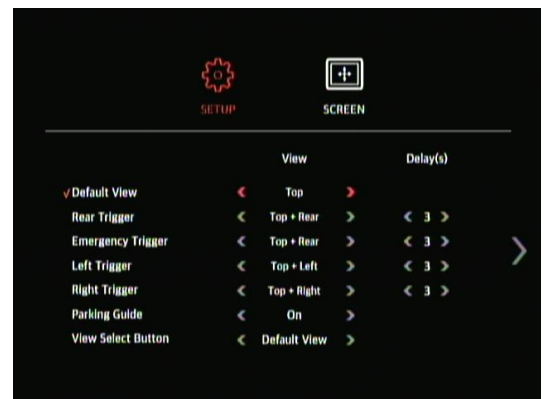 SETUP SCREEN
View Delay(s)
√ Default View < Top >
Rear Trigger < Top + Rear > < 3 >
Emergency Trigger < Top + Rear > < 3 >
Left Trigger < Top + Left > < 3 >
Right Trigger < Top + Right > < 3 >
Parking Guide < On >
View Select Button < Default View >